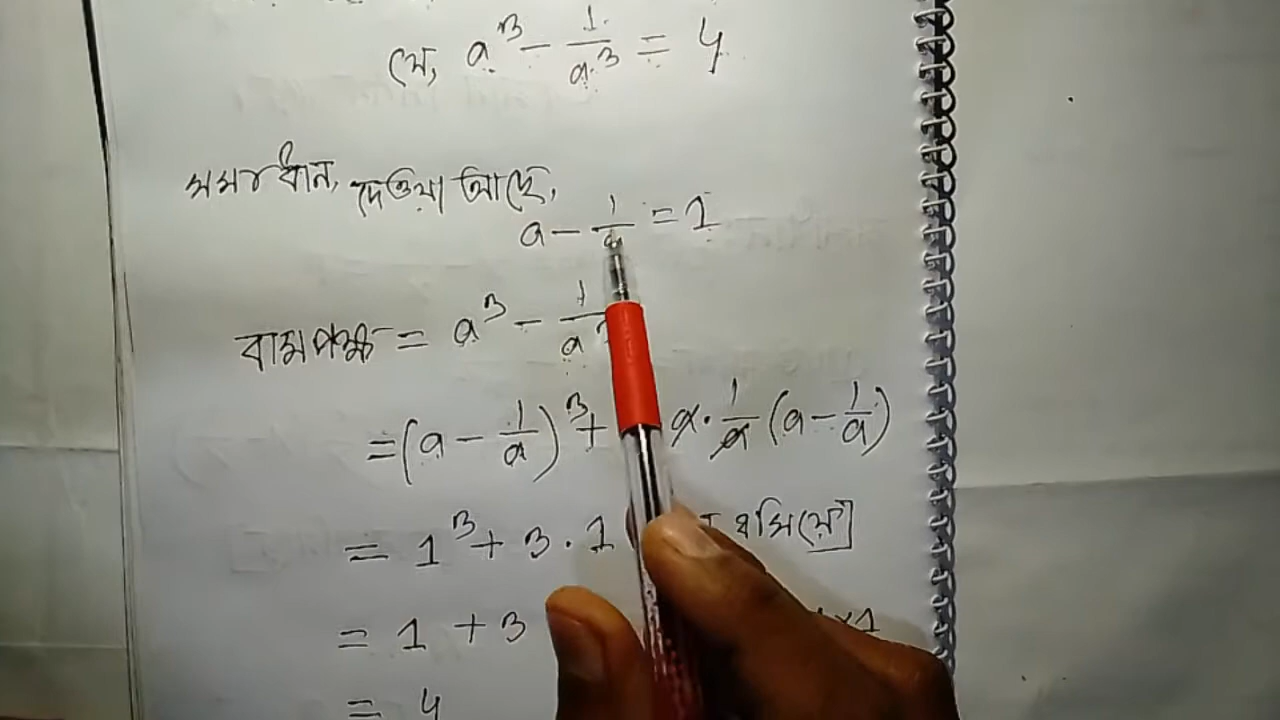 যে, a³ - 1/a³ = 4
সমাধান, দেওয়া আছে,
a - 1/a = 1
বামপক্ষ = a³ - 1/a
= (a - 1/a)³ + a · 1/a (a - 1/a)
= 1³ + 3 · 1 বসিয়ে]
= 1 + 3 ×1
= 4